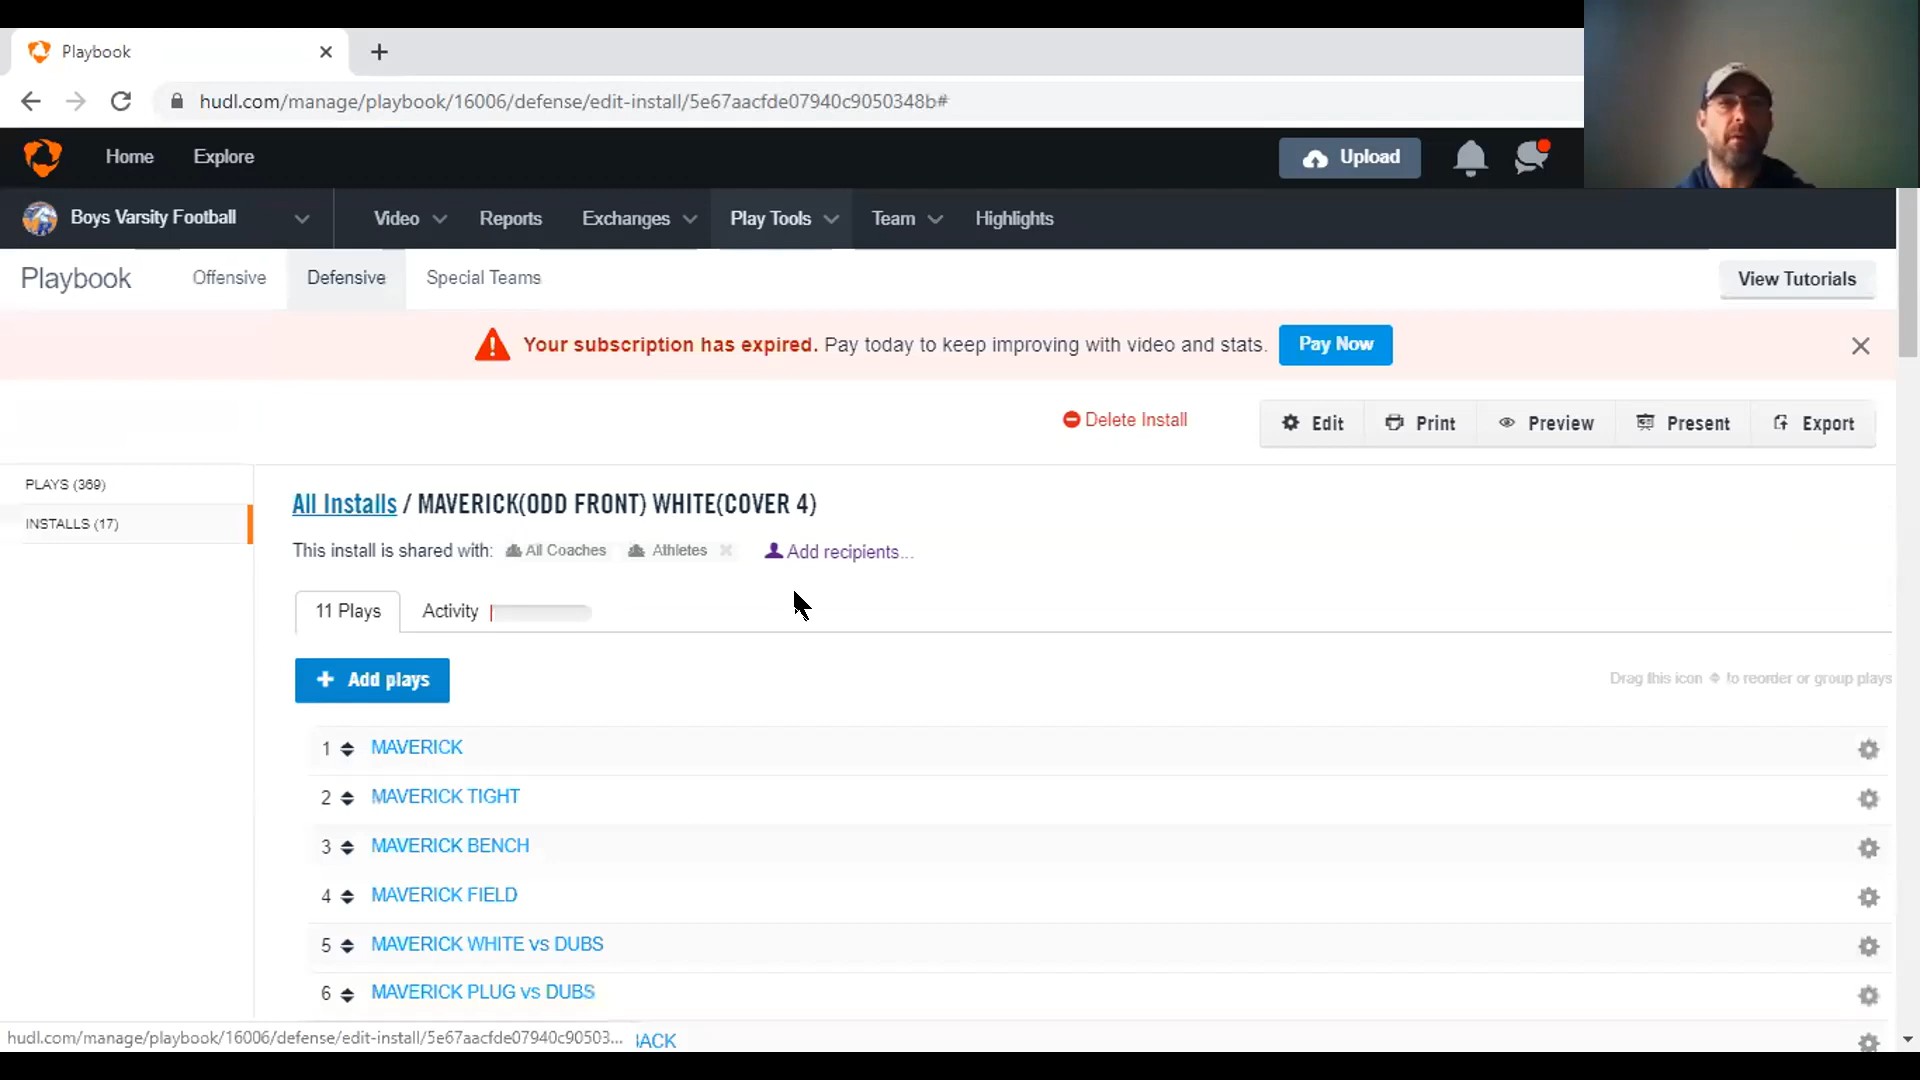 Playbook
hudl.com/manage/playbook/16006/defense/edit-install/5e67aacfde07940c9050348b#
Home Explore Upload
Boys Varsity Football Video Reports Exchanges Play Tools Team Highlights
Playbook Offensive Defensive Special Teams View Tutorials
Your subscription has expired. Pay today to keep improving with video and stats. Pay Now
Delete Install Edit Print Preview Present Export
PLAYS (369)
INSTALLS (17)
All Installs / MAVERICK(ODD FRONT) WHITE(COVER 4)
This install is shared with: All Coaches Athletes Add recipients...
11 Plays Activity
+ Add plays
Drag this icon to reorder or group plays
1 MAVERICK
2 MAVERICK TIGHT
3 MAVERICK BENCH
4 MAVERICK FIELD
5 MAVERICK WHITE vs DUBS
6 MAVERICK PLUG vs DUBS
hudl.com/manage/playbook/16006/defense/edit-install/5e67aacfde07940c90503...